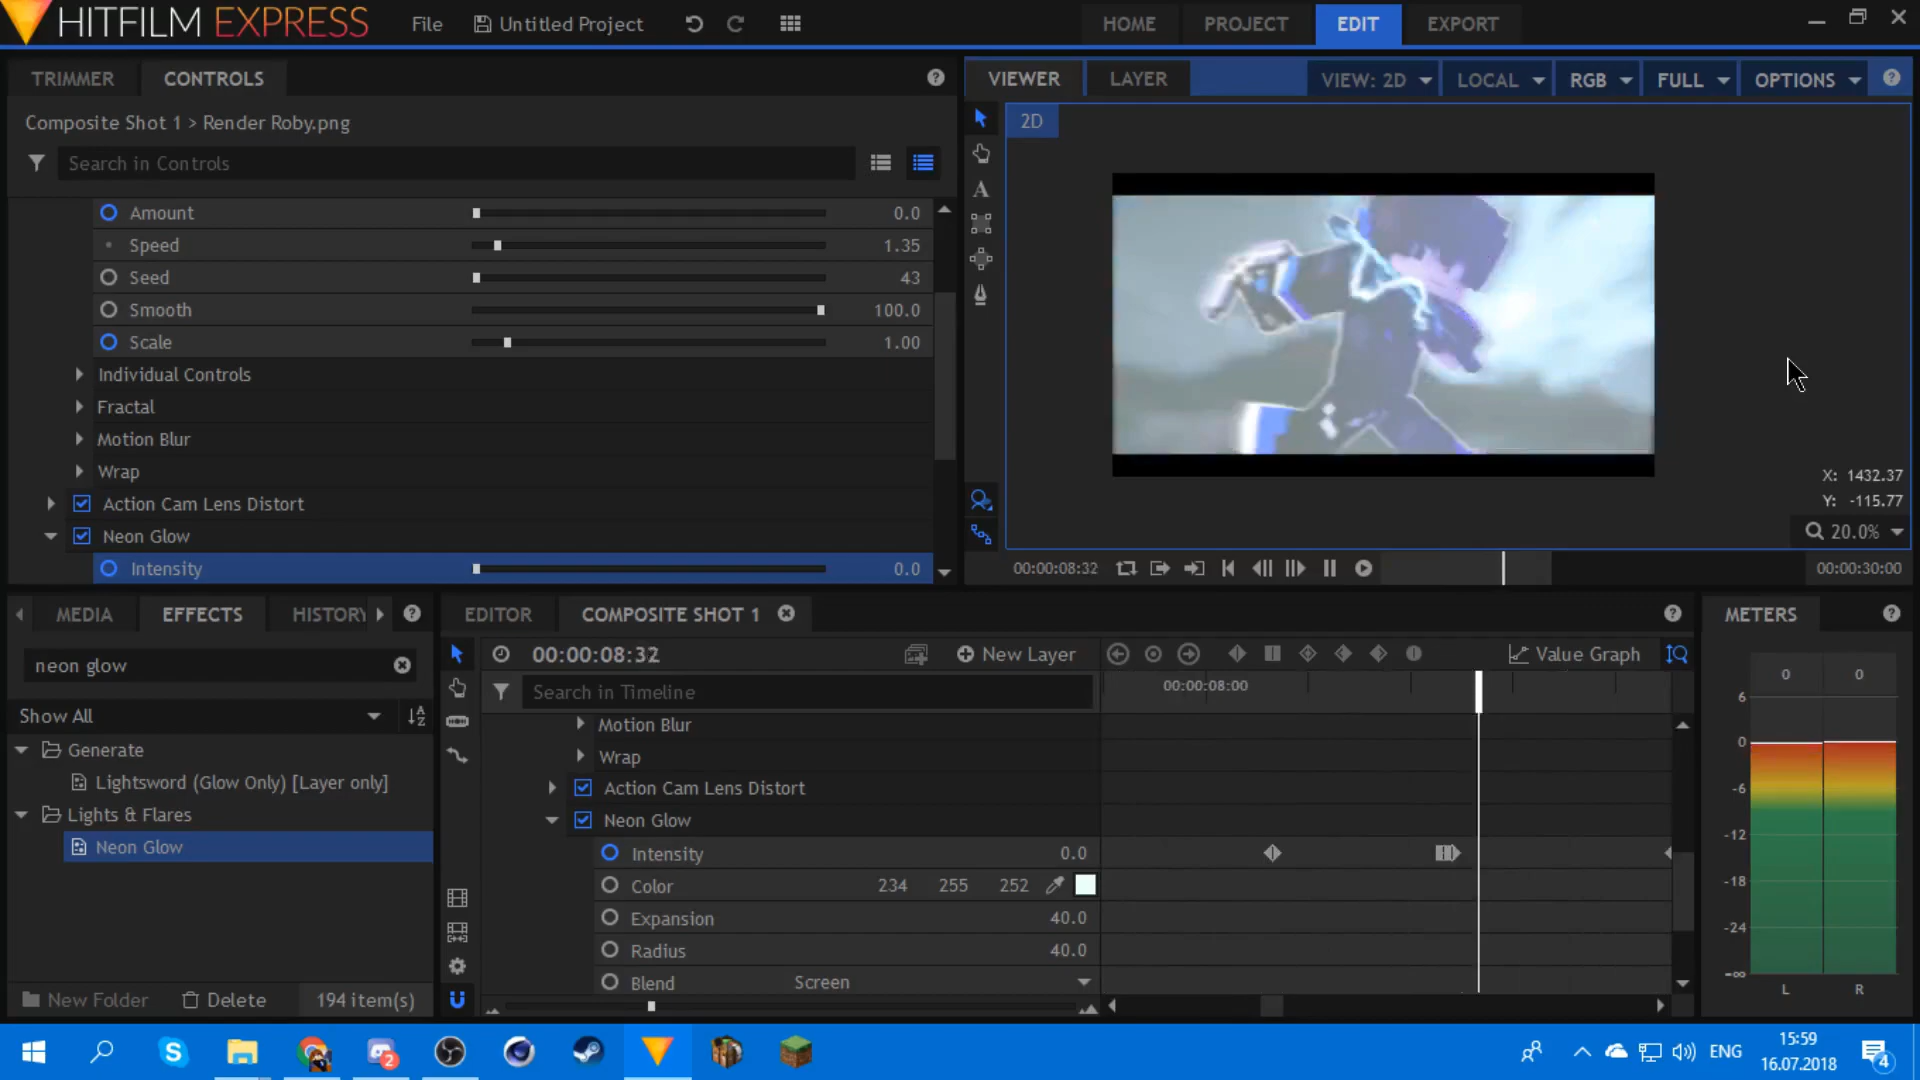 HITFILM EXPRESS
File
Untitled Project
HOME
PROJECT
EDIT
EXPORT
TRIMMER
CONTROLS
Composite Shot 1 > Render Roby.png
Search in Controls
Amount 0.0
Speed 1.35
Seed 43
Smooth 100.0
Scale 1.00
Individual Controls
Fractal
Motion Blur
Wrap
Action Cam Lens Distort
Neon Glow
Intensity 0.0
VIEWER
LAYER
VIEW: 2D
LOCAL
RGB
FULL
OPTIONS
2D
X: 1432.37
Y: -115.77
20.0%
00:00:08:32
00:00:30:00
MEDIA
EFFECTS
HISTORY
neon glow
Show All
Generate
Lightsword (Glow Only) [Layer only]
Lights & Flares
Neon Glow
New Folder
Delete
194 item(s)
EDITOR
COMPOSITE SHOT 1
00:00:08:32
New Layer
Value Graph
Search in Timeline
00:00:08:00
Motion Blur
Wrap
Action Cam Lens Distort
Neon Glow
Intensity 0.0
Color 234 255 252
Expansion 40.0
Radius 40.0
Blend Screen
METERS
0 0
6
0
-6
-12
-18
-24
-∞
L R
2
ENG
15:59
16.07.2018
4